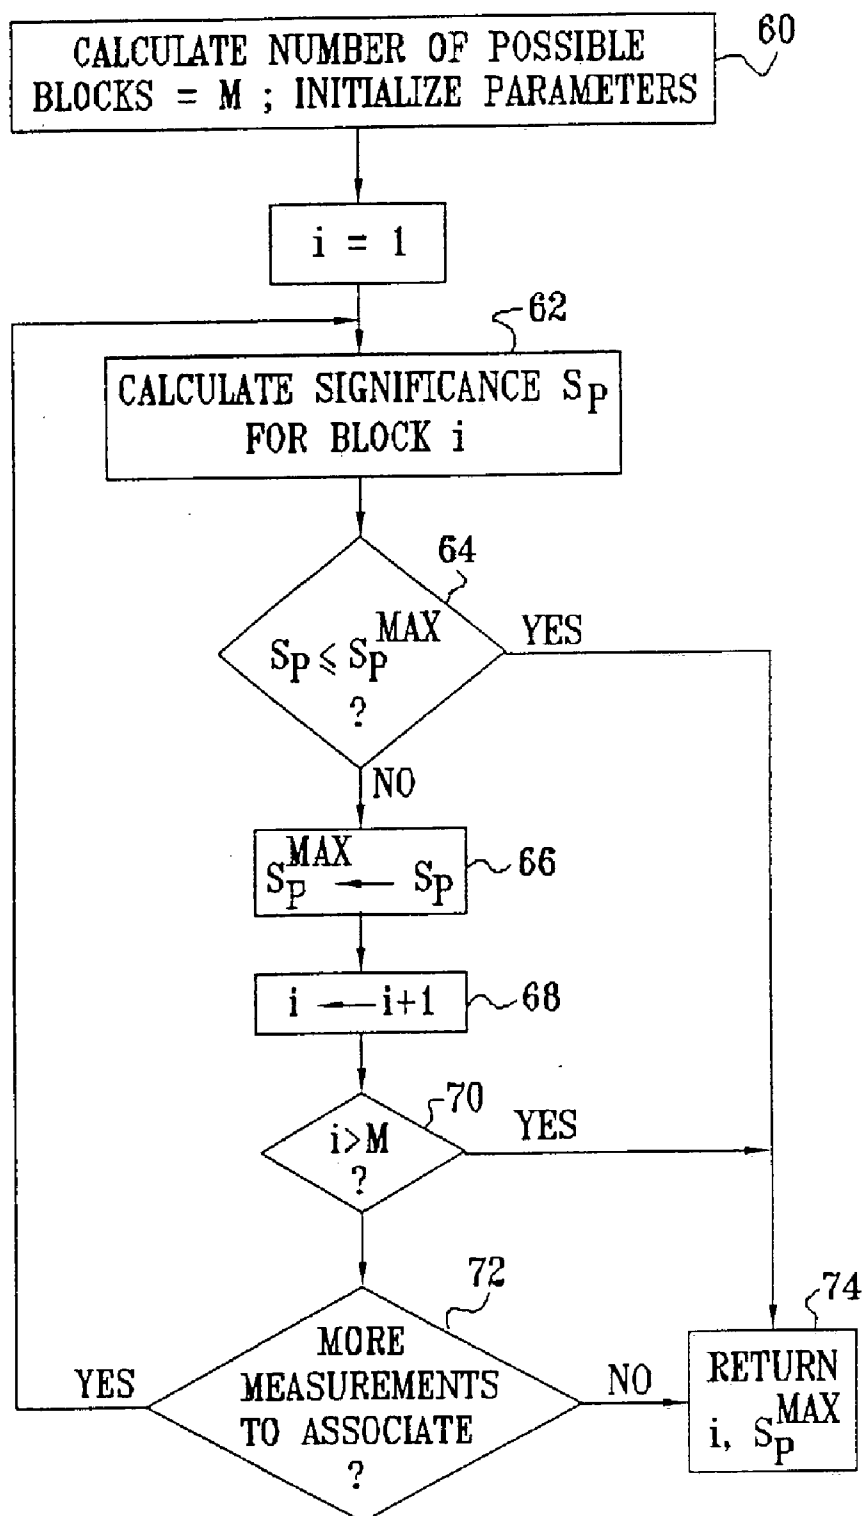 CALCULATE NUMBER OF POSSIBLE
BLOCKS = M ; INITIALIZE PARAMETERS
60
i = 1
62
CALCULATE SIGNIFICANCE SP
FOR BLOCK i
64
SP ≤ SP MAX
?
YES
NO
SP MAX ← SP
66
i ← i+1
68
70
i>M
?
YES
72
MORE
MEASUREMENTS
TO ASSOCIATE
?
YES
NO
74
RETURN
i, SP MAX